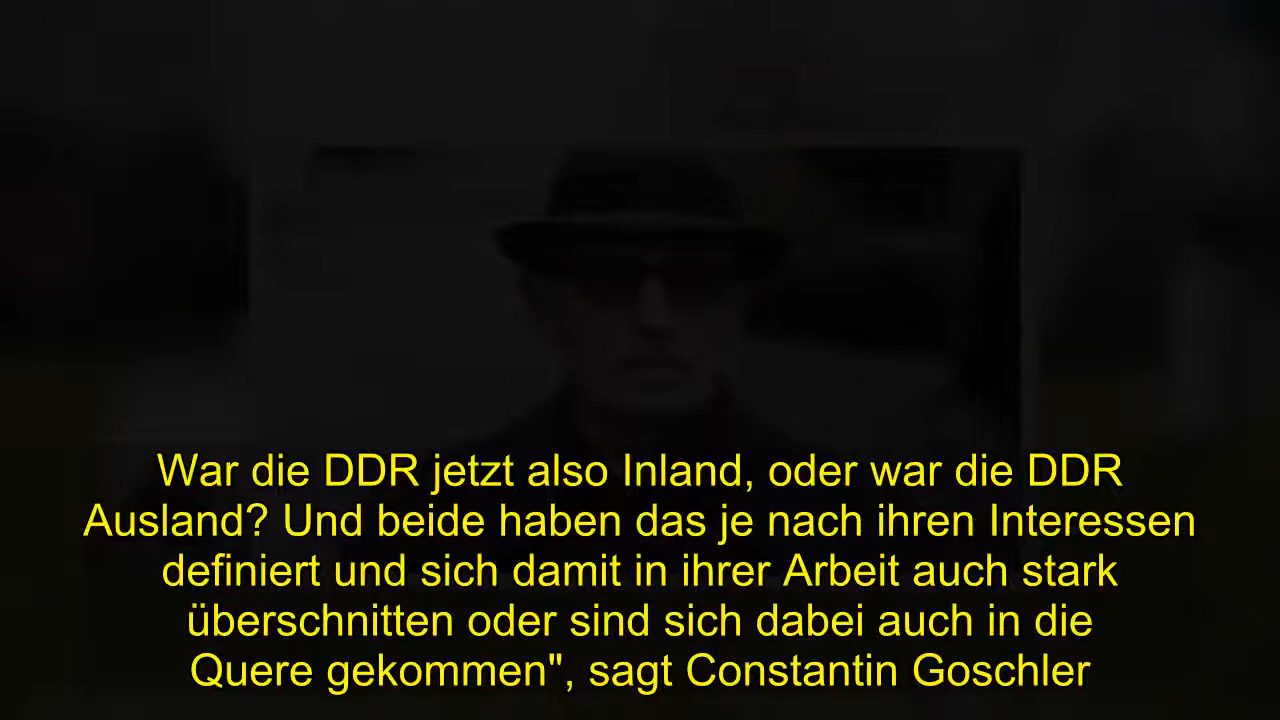 War die DDR jetzt also Inland, oder war die DDR
Ausland? Und beide haben das je nach ihren Interessen
definiert und sich damit in ihrer Arbeit auch stark
überschnitten oder sind sich dabei auch in die
Quere gekommen", sagt Constantin Goschler